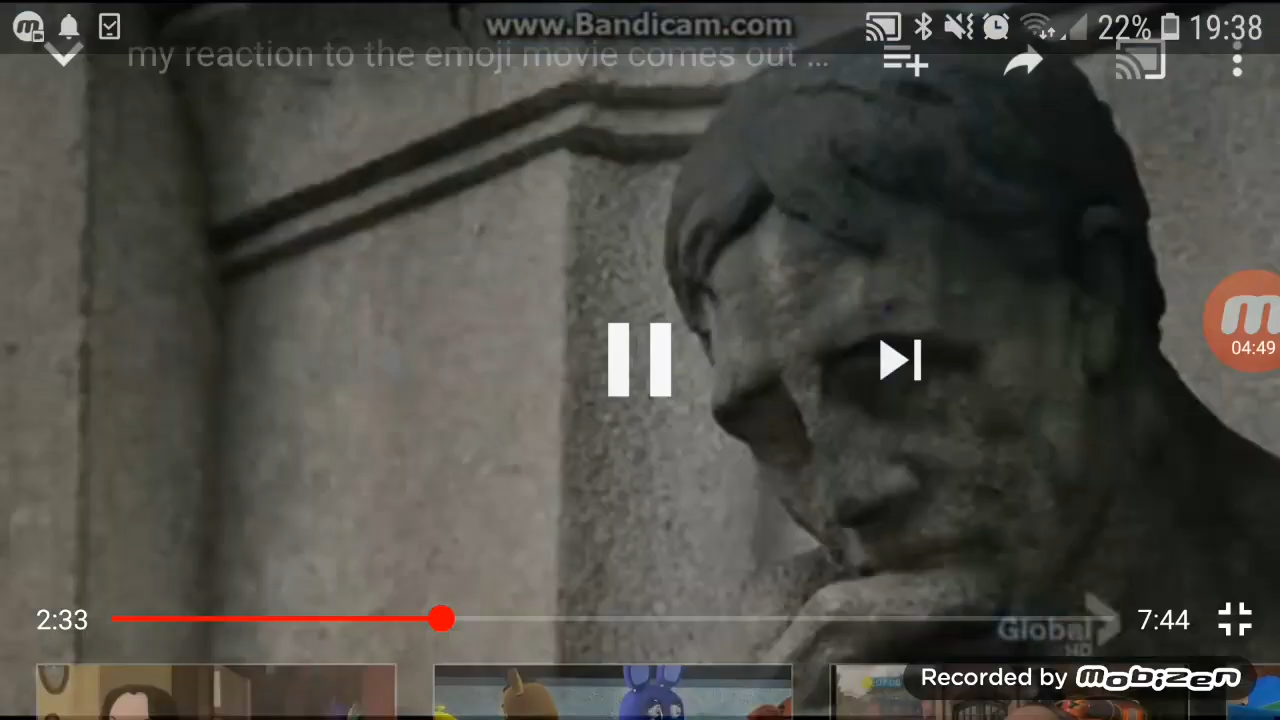 www.Bandicam.com
22% 19:38
my reaction to the emoji movie comes out ...
04:49
2:33
7:44
Global
HD
Recorded by mobizen